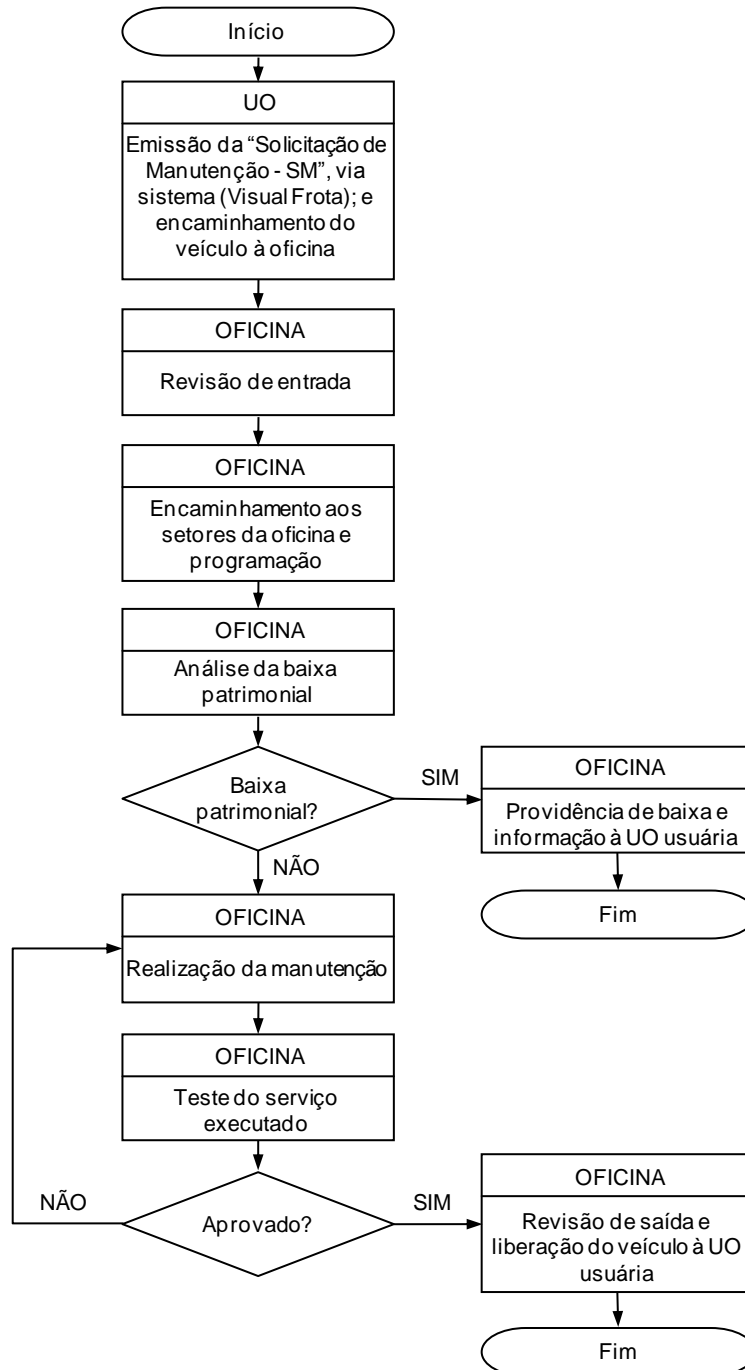 Início
UO
Emissão da “Solicitação de
Manutenção - SM”, via
sistema (Visual Frota); e
encaminhamento do
veículo à oficina
OFICINA
Revisão de entrada
OFICINA
Encaminhamento aos
setores da oficina e
programação
OFICINA
Análise da baixa
patrimonial
Baixa
patrimonial?
SIM
OFICINA
Providência de baixa e
informação à UO usuária
Fim
NÃO
OFICINA
Realização da manutenção
OFICINA
Teste do serviço
executado
Aprovado?
NÃO
SIM
OFICINA
Revisão de saída e
liberação do veículo à UO
usuária
Fim